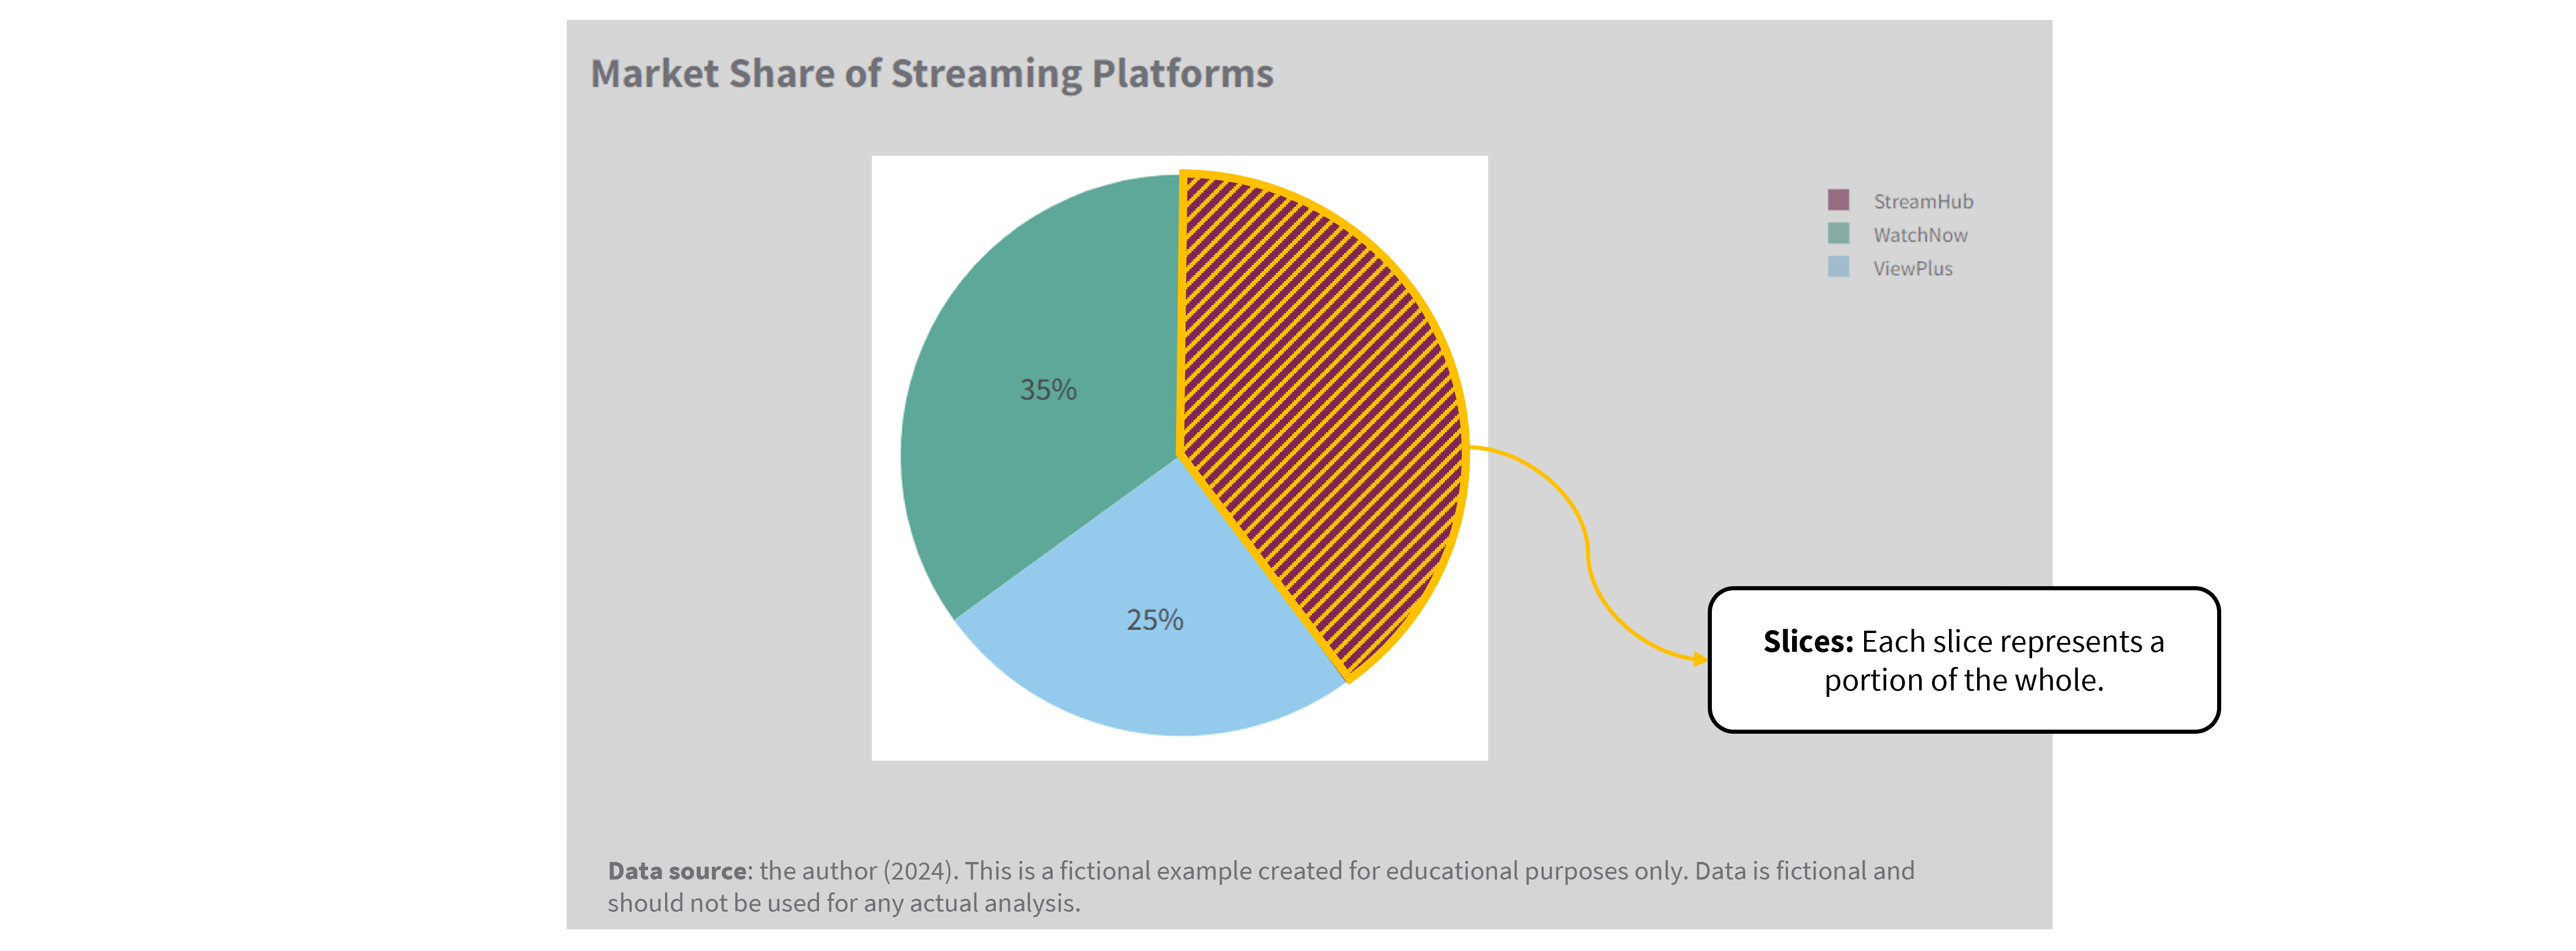 Market Share of Streaming Platforms
StreamHub
WatchNow
ViewPlus
35%
25%
Slices: Each slice represents a
portion of the whole.
Data source: the author (2024). This is a fictional example created for educational purposes only. Data is fictional and
should not be used for any actual analysis.